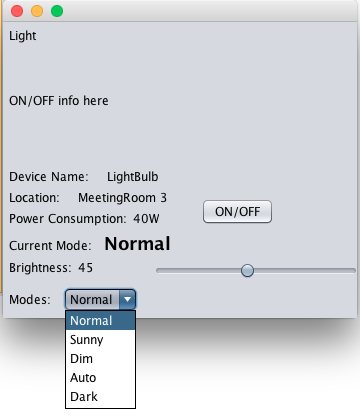 Light
ON/OFF info here
Device Name: LightBulb
Location: MeetingRoom 3
ON/OFF
Power Consumption: 40W
Current Mode: Normal
Brightness: 45
Modes: Normal
Normal
Sunny
Dim
Auto
Dark